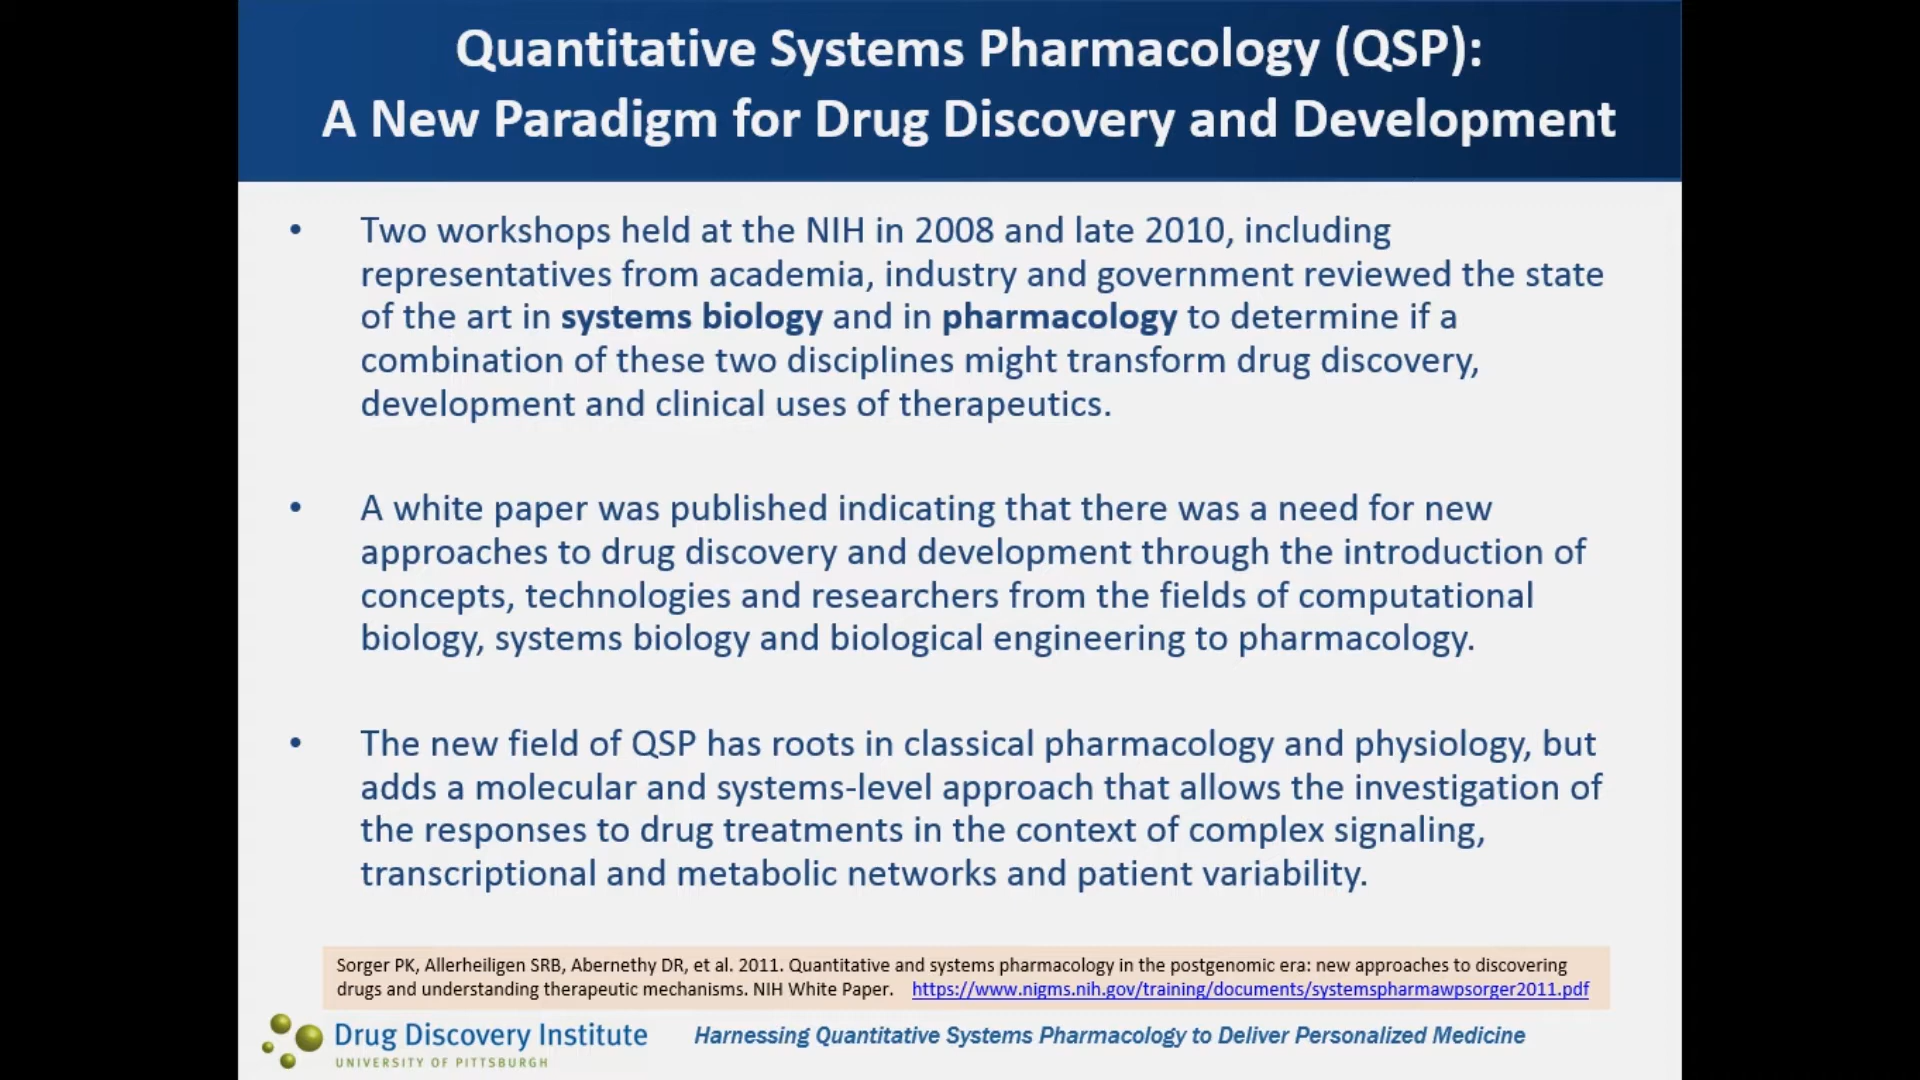 Quantitative Systems Pharmacology (QSP):
A New Paradigm for Drug Discovery and Development
• Two workshops held at the NIH in 2008 and late 2010, including
representatives from academia, industry and government reviewed the state
of the art in systems biology and in pharmacology to determine if a
combination of these two disciplines might transform drug discovery,
development and clinical uses of therapeutics.
• A white paper was published indicating that there was a need for new
approaches to drug discovery and development through the introduction of
concepts, technologies and researchers from the fields of computational
biology, systems biology and biological engineering to pharmacology.
• The new field of QSP has roots in classical pharmacology and physiology, but
adds a molecular and systems-level approach that allows the investigation of
the responses to drug treatments in the context of complex signaling,
transcriptional and metabolic networks and patient variability.
Sorger PK, Allerheiligen SRB, Abernethy DR, et al. 2011. Quantitative and systems pharmacology in the postgenomic era: new approaches to discovering
drugs and understanding therapeutic mechanisms. NIH White Paper. https://www.nigms.nih.gov/training/documents/systemspharmawpsorger2011.pdf
Drug Discovery Institute
UNIVERSITY OF PITTSBURGH
Harnessing Quantitative Systems Pharmacology to Deliver Personalized Medicine